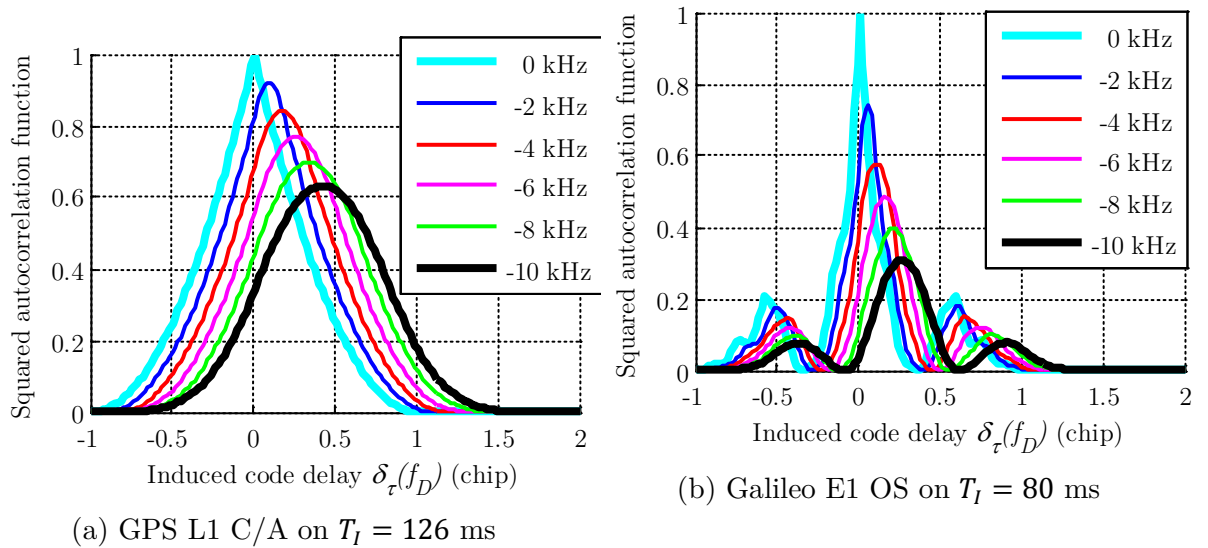 Squared autocorrelation function
1
0.8
0.6
0.4
0.2
0
-1
-0.5
0
0.5
1
1.5
2
0 kHz
-2 kHz
-4 kHz
-6 kHz
-8 kHz
-10 kHz
Induced code delay δτ(fD) (chip)
(a) GPS L1 C/A on TI = 126 ms
Squared autocorrelation function
1
0.8
0.6
0.4
0.2
0
-1
-0.5
0
0.5
1
1.5
2
0 kHz
-2 kHz
-4 kHz
-6 kHz
-8 kHz
-10 kHz
Induced code delay δτ(fD) (chip)
(b) Galileo E1 OS on TI = 80 ms